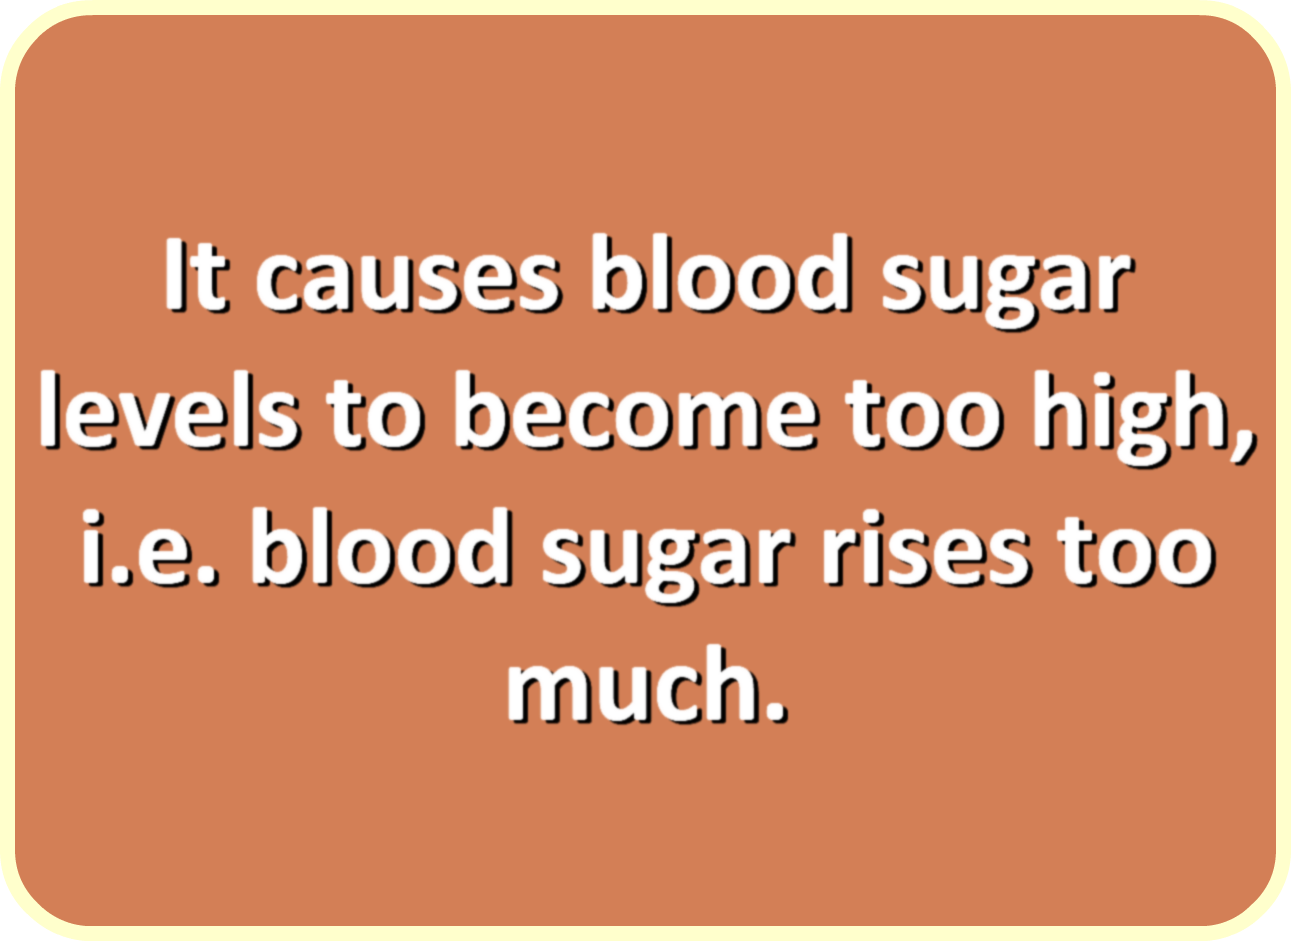 It causes blood sugar
levels to become too high,
i.e. blood sugar rises too
much.